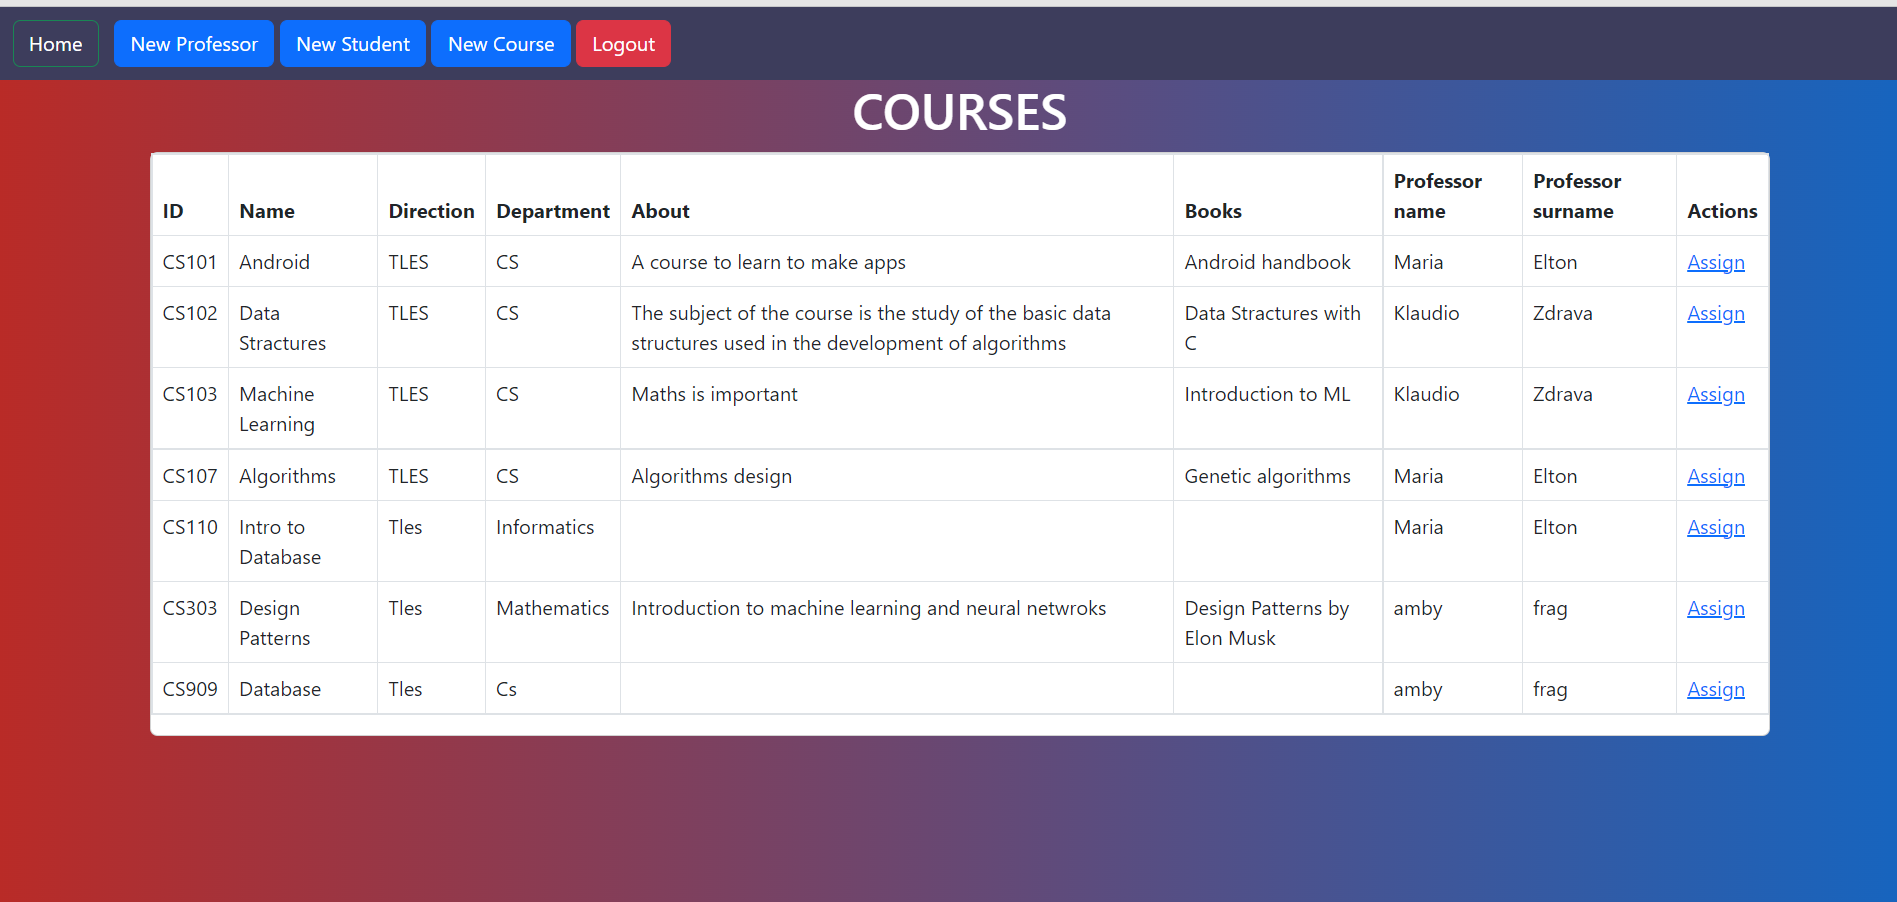 Home New Professor New Student New Course Logout
COURSES
ID Name Direction Department About Books Professor name Professor surname Actions
CS101 Android TLES CS A course to learn to make apps Android handbook Maria Elton Assign
CS102 Data Stractures TLES CS The subject of the course is the study of the basic data structures used in the development of algorithms Data Stractures with C Klaudio Zdrava Assign
CS103 Machine Learning TLES CS Maths is important Introduction to ML Klaudio Zdrava Assign
CS107 Algorithms TLES CS Algorithms design Genetic algorithms Maria Elton Assign
CS110 Intro to Database Tles Informatics Maria Elton Assign
CS303 Design Patterns Tles Mathematics Introduction to machine learning and neural netwroks Design Patterns by Elon Musk amby frag Assign
CS909 Database Tles Cs amby frag Assign